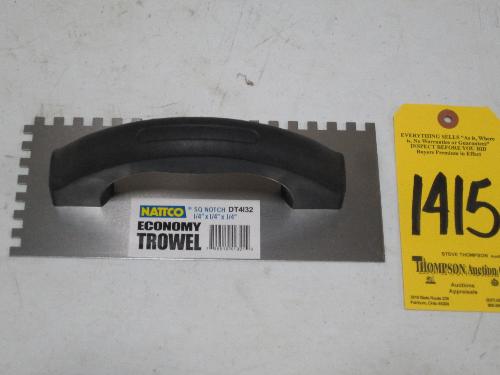 NATTCO
SQ NOTCH DT4132
1/4" x 1/4" x 1/4"
ECONOMY
TROWEL
EVERYTHING SELLS "As Is, Where
is, No Warranties or Guarantees"
INSPECT BEFORE YOU BID
Buyers Premium in Effect
1415
STEVE THOMPSON
THOMPSON Auction
Auctions
Appraisals